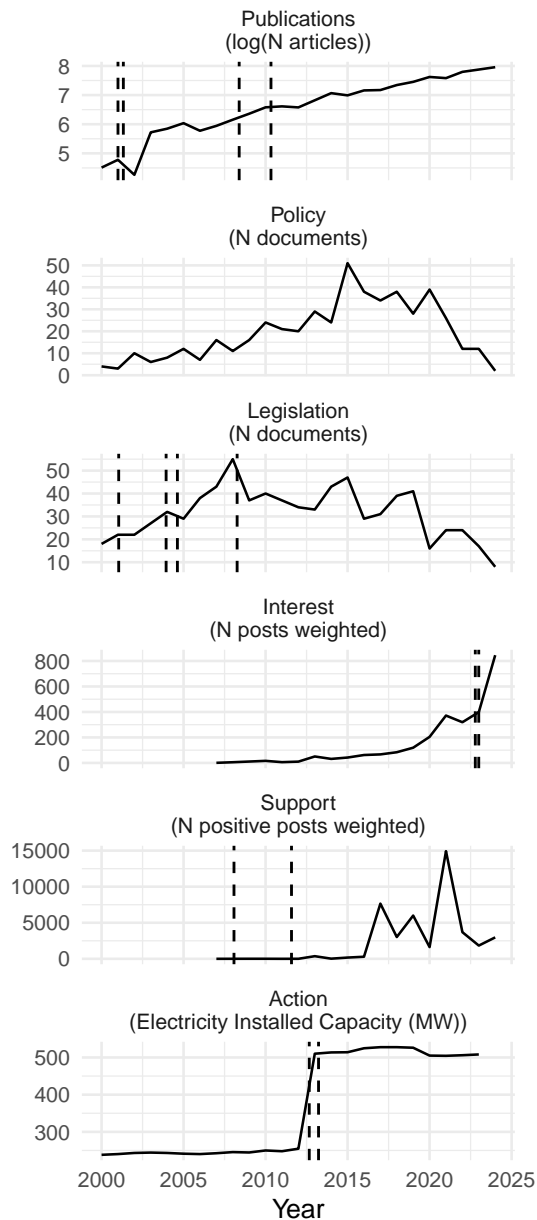 Publications
(log(N articles))
8
7
6
5
Policy
(N documents)
50
40
30
20
10
0
Legislation
(N documents)
50
40
30
20
10
Interest
(N posts weighted)
800
600
400
200
0
Support
(N positive posts weighted)
15000
10000
5000
0
Action
(Electricity Installed Capacity (MW))
500
400
300
2000 2005 2010 2015 2020 2025
Year